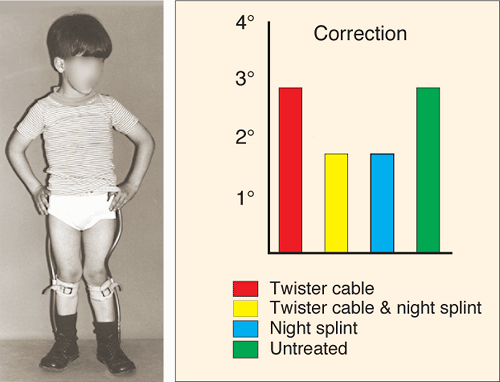 4°
Correction
3°
2°
1°
Twister cable
Twister cable & night splint
Night splint
Untreated